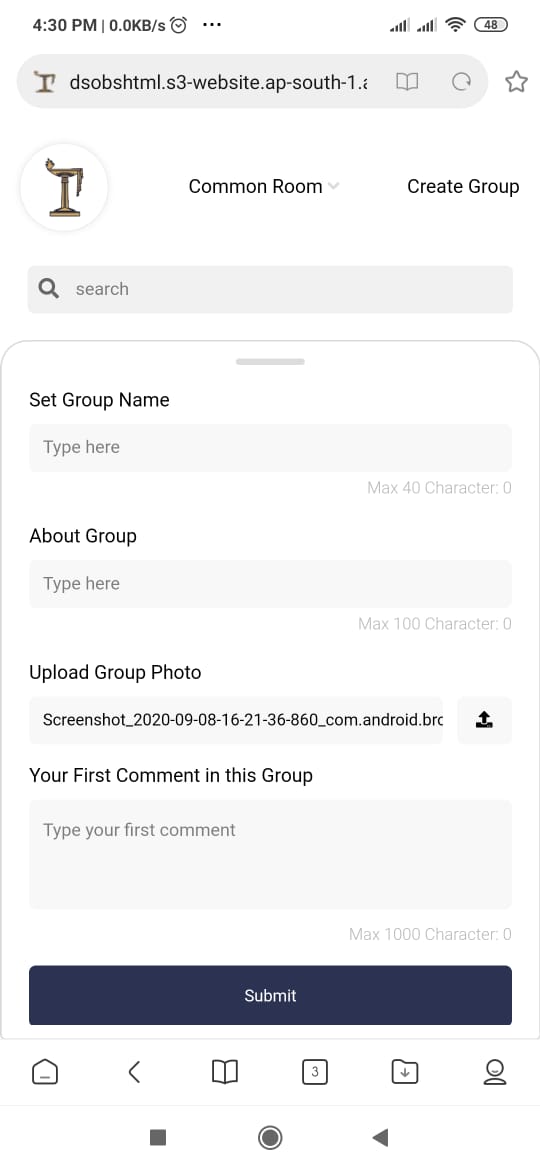 4:30 PM | 0.0KB/s ... 48
dsobshtml.s3-website.ap-south-1.a
Common Room Create Group
search
Set Group Name
Type here
Max 40 Character: 0
About Group
Type here
Max 100 Character: 0
Upload Group Photo
Screenshot_2020-09-08-16-21-36-860_com.android.brc
Your First Comment in this Group
Type your first comment
Max 1000 Character: 0
Submit
3